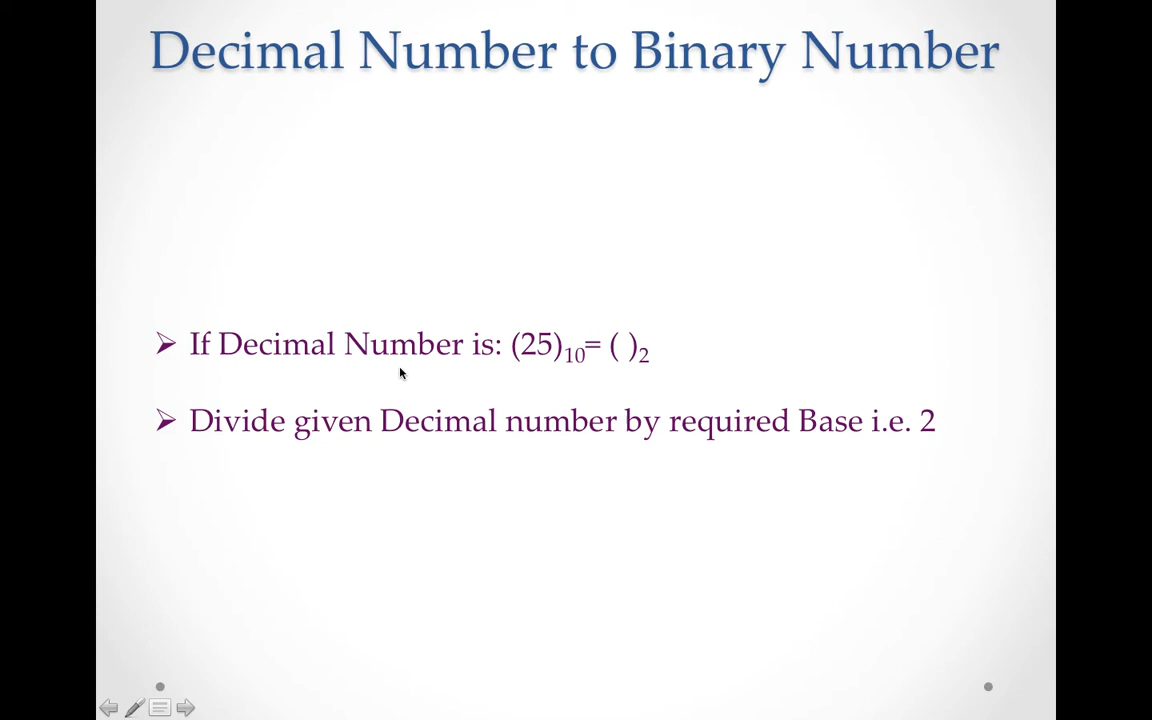 Decimal Number to Binary Number
➢ If Decimal Number is: (25)₁₀= ( )₂
➢ Divide given Decimal number by required Base i.e. 2